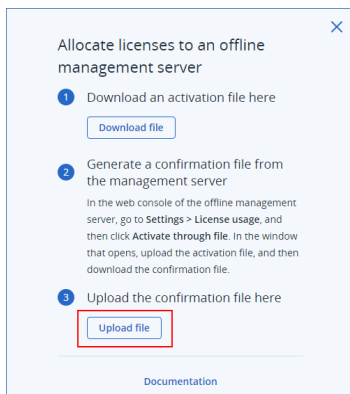 Allocate licenses to an offline
management server
1 Download an activation file here
Download file
2 Generate a confirmation file from
the management server
In the web console of the offline management
server, go to Settings > License usage, and
then click Activate through file. In the window
that opens, upload the activation file, and then
download the confirmation file.
3 Upload the confirmation file here
Upload file
Documentation